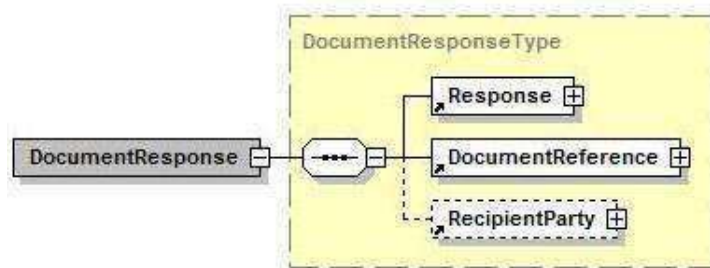 DocumentResponseType
Response
DocumentResponse
DocumentReference
RecipientParty